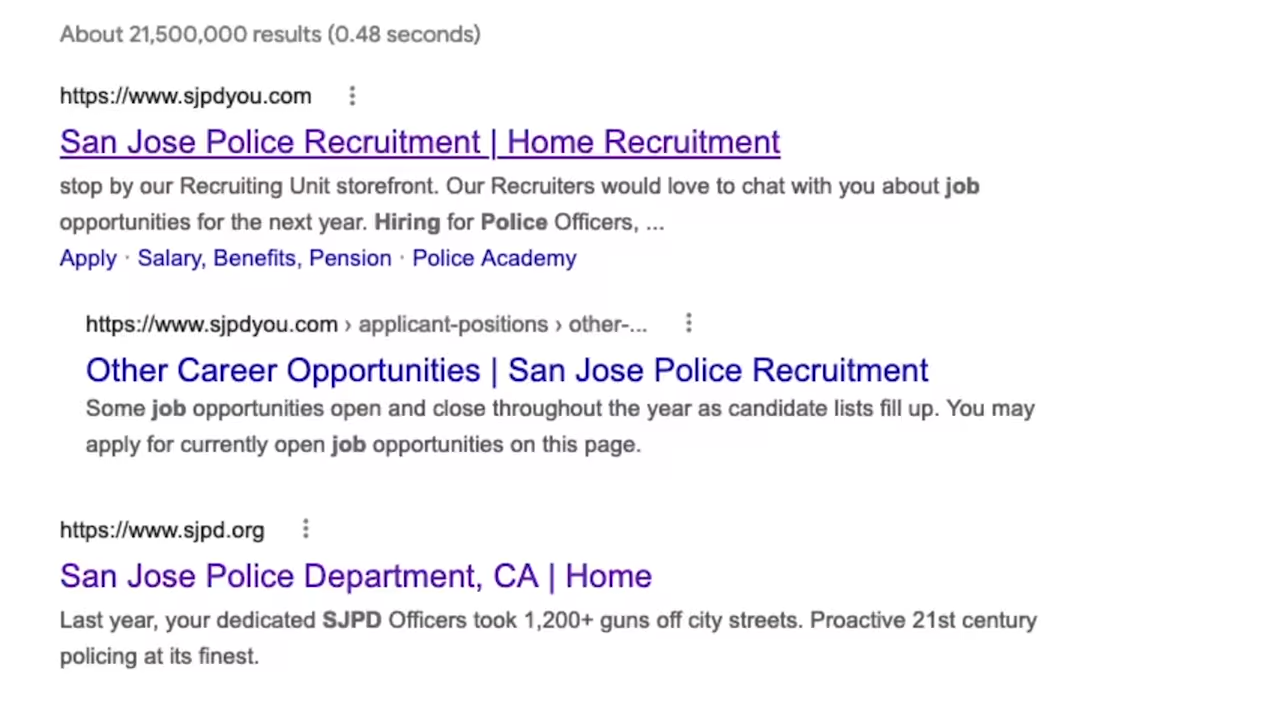 About 21,500,000 results (0.48 seconds)
https://www.sjpdyou.com
San Jose Police Recruitment | Home Recruitment
stop by our Recruiting Unit storefront. Our Recruiters would love to chat with you about job
opportunities for the next year. Hiring for Police Officers, ...
Apply · Salary, Benefits, Pension · Police Academy
https://www.sjpdyou.com › applicant-positions › other-...
Other Career Opportunities | San Jose Police Recruitment
Some job opportunities open and close throughout the year as candidate lists fill up. You may
apply for currently open job opportunities on this page.
https://www.sjpd.org
San Jose Police Department, CA | Home
Last year, your dedicated SJPD Officers took 1,200+ guns off city streets. Proactive 21st century
policing at its finest.